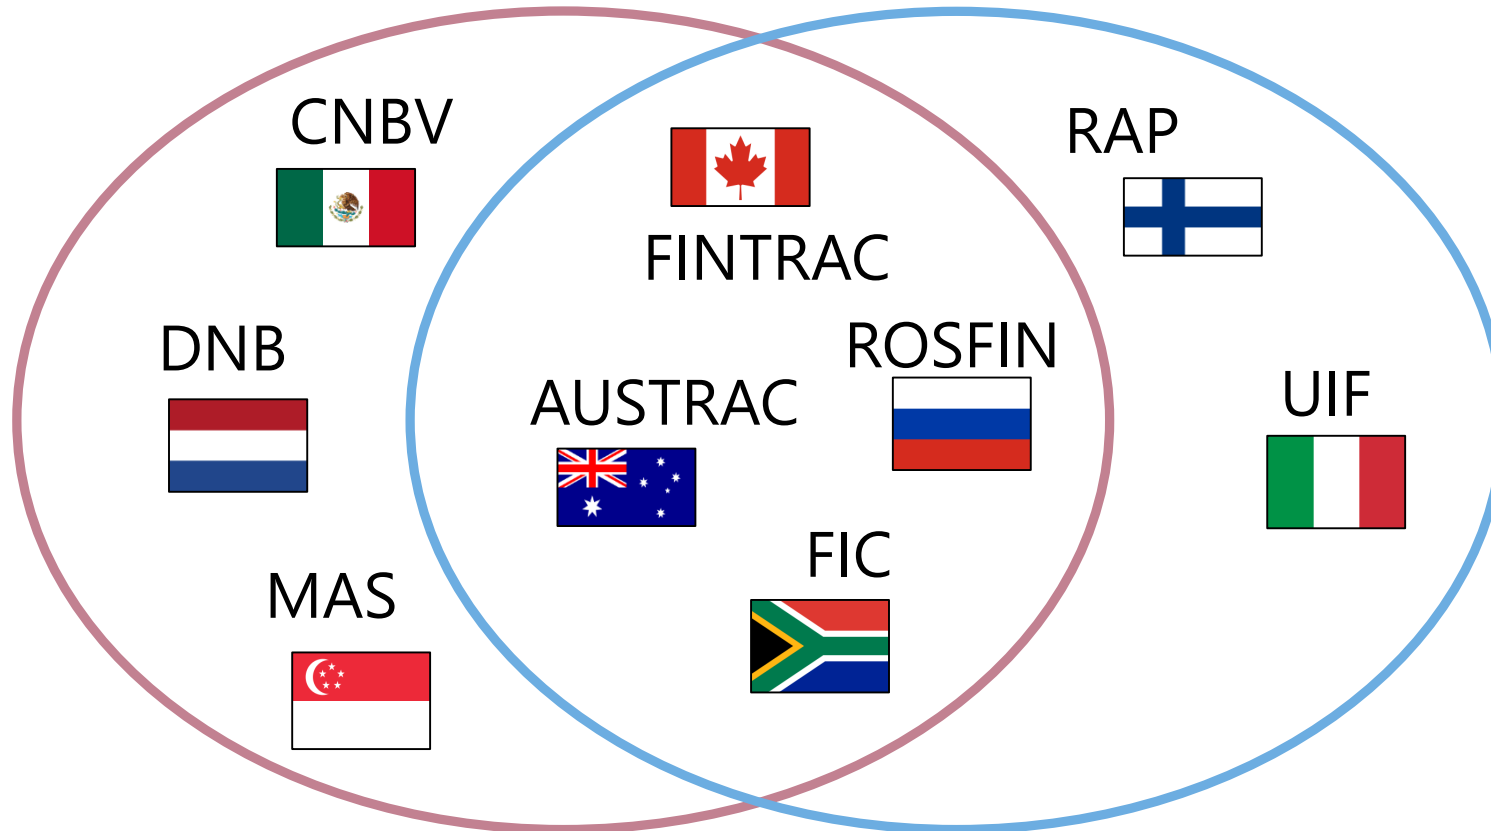 CNBV
RAP
FINTRAC
DNB
ROSFIN
AUSTRAC
UIF
FIC
MAS